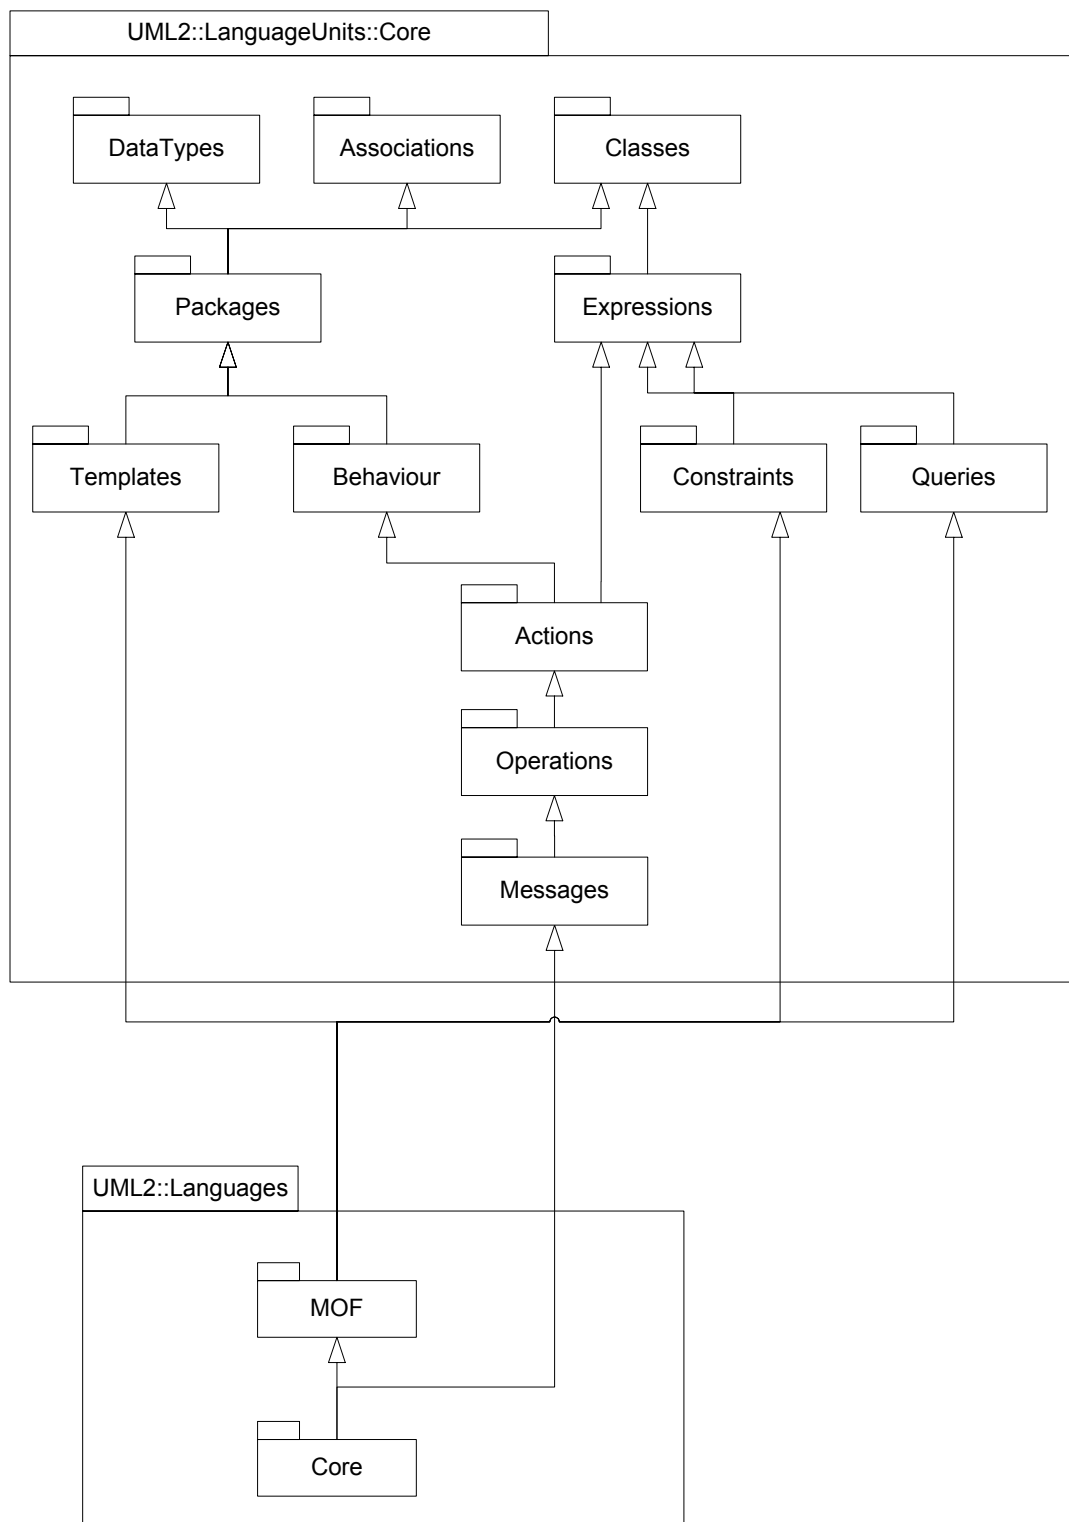 UML2::LanguageUnits::Core
DataTypes
Associations
Classes
Packages
Expressions
Templates
Behaviour
Constraints
Queries
Actions
Operations
Messages
UML2::Languages
MOF
Core